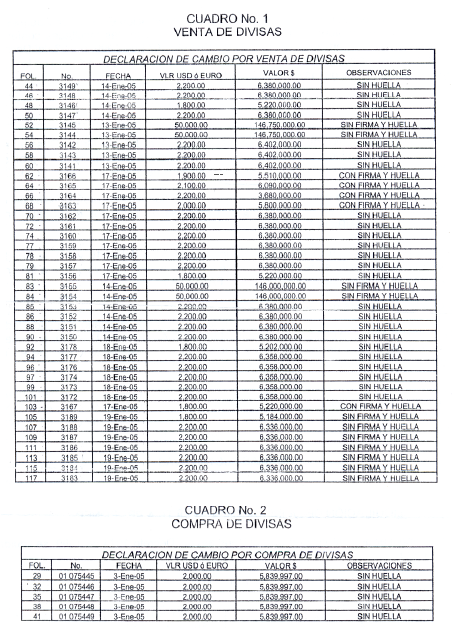 CUADRO No. 1
VENTA DE DIVISAS
DECLARACION DE CAMBIO POR VENTA DE DIVISAS
FOL. No. FECHA VLR USD ó EURO VALOR $ OBSERVACIONES
44 3149 14-Ene-05 2,200.00 6,380,000.00 SIN HUELLA
46 3148 14-Ene-05 2,200.00 6,380,000.00 SIN HUELLA
48 3146 14-Ene-05 1,800.00 5,220,000.00 SIN HUELLA
50 3147 14-Ene-05 2,200.00 6,380,000.00 SIN HUELLA
52 3145 13-Ene-05 50,000.00 146,750,000.00 SIN FIRMA Y HUELLA
54 3144 13-Ene-05 50,000.00 146,750,000.00 SIN FIRMA Y HUELLA
56 3142 13-Ene-05 2,200.00 6,402,000.00 SIN HUELLA
58 3143 13-Ene-05 2,200.00 6,402,000.00 SIN HUELLA
60 3141 13-Ene-05 2,200.00 6,402,000.00 SIN HUELLA
62 3166 17-Ene-05 1,900.00 5,510,000.00 CON FIRMA Y HUELLA
64 3165 17-Ene-05 2,100.00 6,090,000.00 CON FIRMA Y HUELLA
66 3164 17-Ene-05 2,200.00 3,680,000.00 CON FIRMA Y HUELLA
68 3163 17-Ene-05 2,000.00 5,800,000.00 CON FIRMA Y HUELLA
70 3162 17-Ene-05 2,200.00 6,380,000.00 SIN HUELLA
72 3161 17-Ene-05 2,200.00 6,380,000.00 SIN HUELLA
74 3160 17-Ene-05 2,200.00 6,380,000.00 SIN HUELLA
77 3159 17-Ene-05 2,200.00 6,380,000.00 SIN HUELLA
78 3158 17-Ene-05 2,200.00 6,380,000.00 SIN HUELLA
79 3157 17-Ene-05 2,200.00 6,380,000.00 SIN HUELLA
81 3156 17-Ene-05 1,800.00 5,220,000.00 SIN HUELLA
83 3155 14-Ene-05 50,000.00 146,000,000.00 SIN FIRMA Y HUELLA
84 3154 14-Ene-05 50,000.00 146,000,000.00 SIN FIRMA Y HUELLA
85 3153 14-Ene-05 2,200.00 6,380,000.00 SIN HUELLA
86 3152 14-Ene-05 2,200.00 6,380,000.00 SIN HUELLA
88 3151 14-Ene-05 2,200.00 6,380,000.00 SIN HUELLA
90 3150 14-Ene-05 2,200.00 6,380,000.00 SIN HUELLA
92 3178 18-Ene-05 1,800.00 5,202,000.00 SIN HUELLA
94 3177 18-Ene-05 2,200.00 6,358,000.00 SIN HUELLA
96 3176 18-Ene-05 2,200.00 6,358,000.00 SIN HUELLA
97 3174 18-Ene-05 2,200.00 6,358,000.00 SIN HUELLA
99 3173 18-Ene-05 2,200.00 6,358,000.00 SIN HUELLA
101 3172 18-Ene-05 2,200.00 6,358,000.00 SIN HUELLA
103 3167 17-Ene-05 1,800.00 5,220,000.00 CON FIRMA Y HUELLA
105 3189 19-Ene-05 1,800.00 5,184,000.00 SIN FIRMA Y HUELLA
107 3188 19-Ene-05 2,200.00 6,336,000.00 SIN FIRMA Y HUELLA
109 3187 19-Ene-05 2,200.00 6,336,000.00 SIN FIRMA Y HUELLA
111 3186 19-Ene-05 2,200.00 6,336,000.00 SIN FIRMA Y HUELLA
113 3185 19-Ene-05 2,200.00 6,336,000.00 SIN FIRMA Y HUELLA
115 3184 19-Ene-05 2,200.00 6,336,000.00 SIN FIRMA Y HUELLA
117 3183 19-Ene-05 2,200.00 6,336,000.00 SIN FIRMA Y HUELLA
CUADRO No. 2
COMPRA DE DIVISAS
DECLARACION DE CAMBIO POR COMPRA DE DIVISAS
FOL. No. FECHA VLR USD ó EURO VALOR $ OBSERVACIONES
29 01 075445 3-Ene-05 2,000.00 5,839,997.00 SIN HUELLA
32 01 075446 3-Ene-05 2,000.00 5,839,997.00 SIN HUELLA
35 01 075447 3-Ene-05 2,000.00 5,839,997.00 SIN HUELLA
38 01 075448 3-Ene-05 2,000.00 5,839,997.00 SIN HUELLA
41 01 075449 3-Ene-05 2,000.00 5,839,997.00 SIN HUELLA